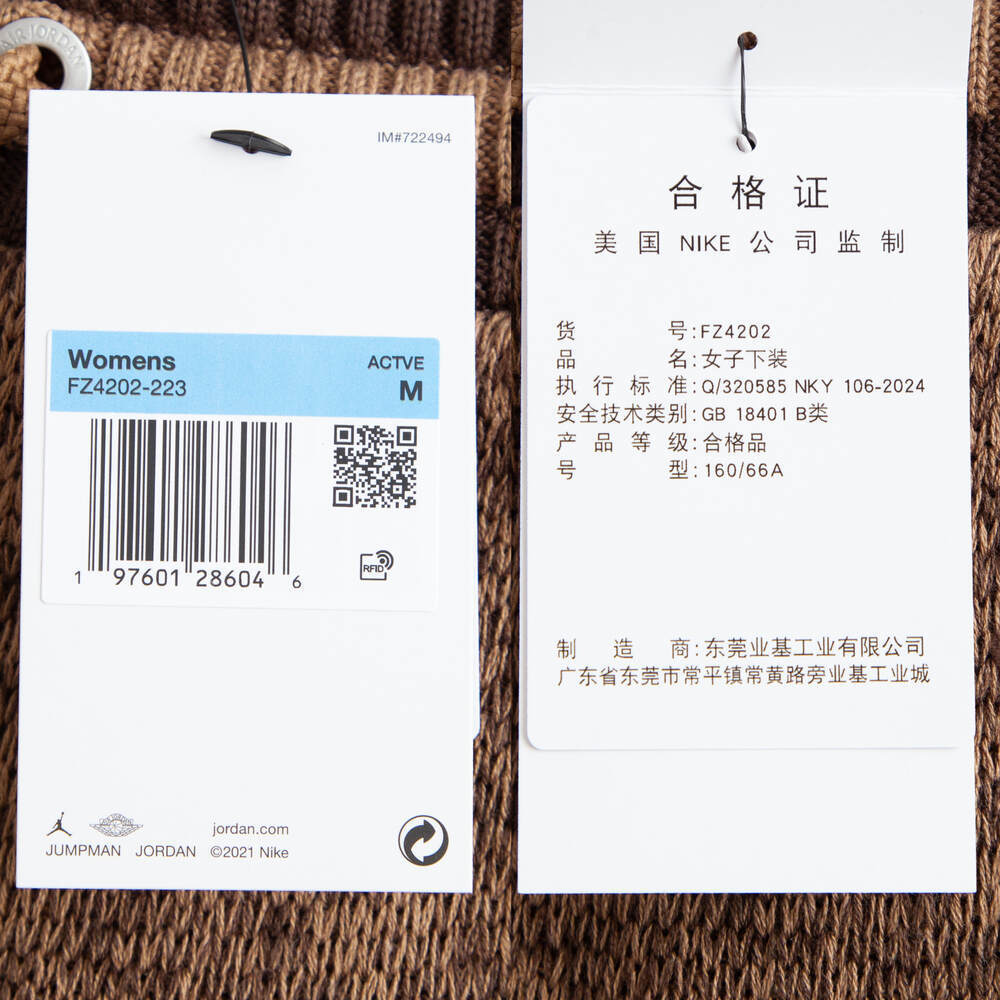 AIR JORDAN
IM#722494
Womens
ACTVE
FZ4202-223
M
1 97601 28604 6
RFID
jordan.com
JUMPMAN JORDAN ©2021 Nike
合格证
美国 NIKE 公司监制
货号:FZ4202
品名:女子下装
执行标准:Q/320585 NKY 106-2024
安全技术类别:GB 18401 B类
产品等级:合格品
号型:160/66A
制造商:东莞业基工业有限公司
广东省东莞市常平镇常黄路旁业基工业城